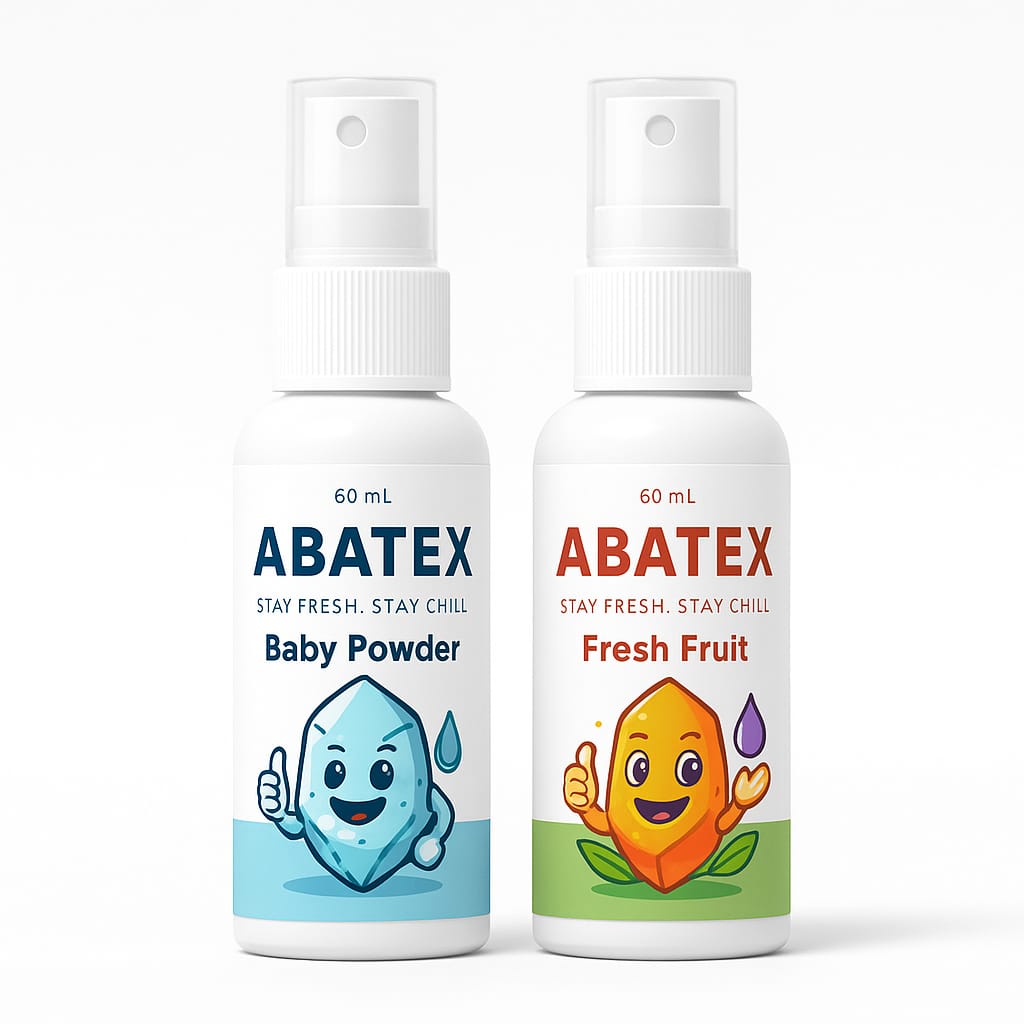 60 mL
ABATEX
STAY FRESH. STAY CHILL
Baby Powder
60 mL
ABATEX
STAY FRESH. STAY CHILL
Fresh Fruit